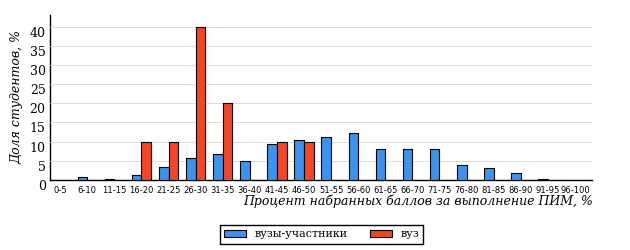 Доля студентов, %
40
35
30
25
20
15
10
5
0
0-5 6-10 11-15 16-20 21-25 26-30 31-35 36-40 41-45 46-50 51-55 56-60 61-65 66-70 71-75 76-80 81-85 86-90 91-95 96-100
Процент набранных баллов за выполнение ПИМ, %
вузы-участники вуз